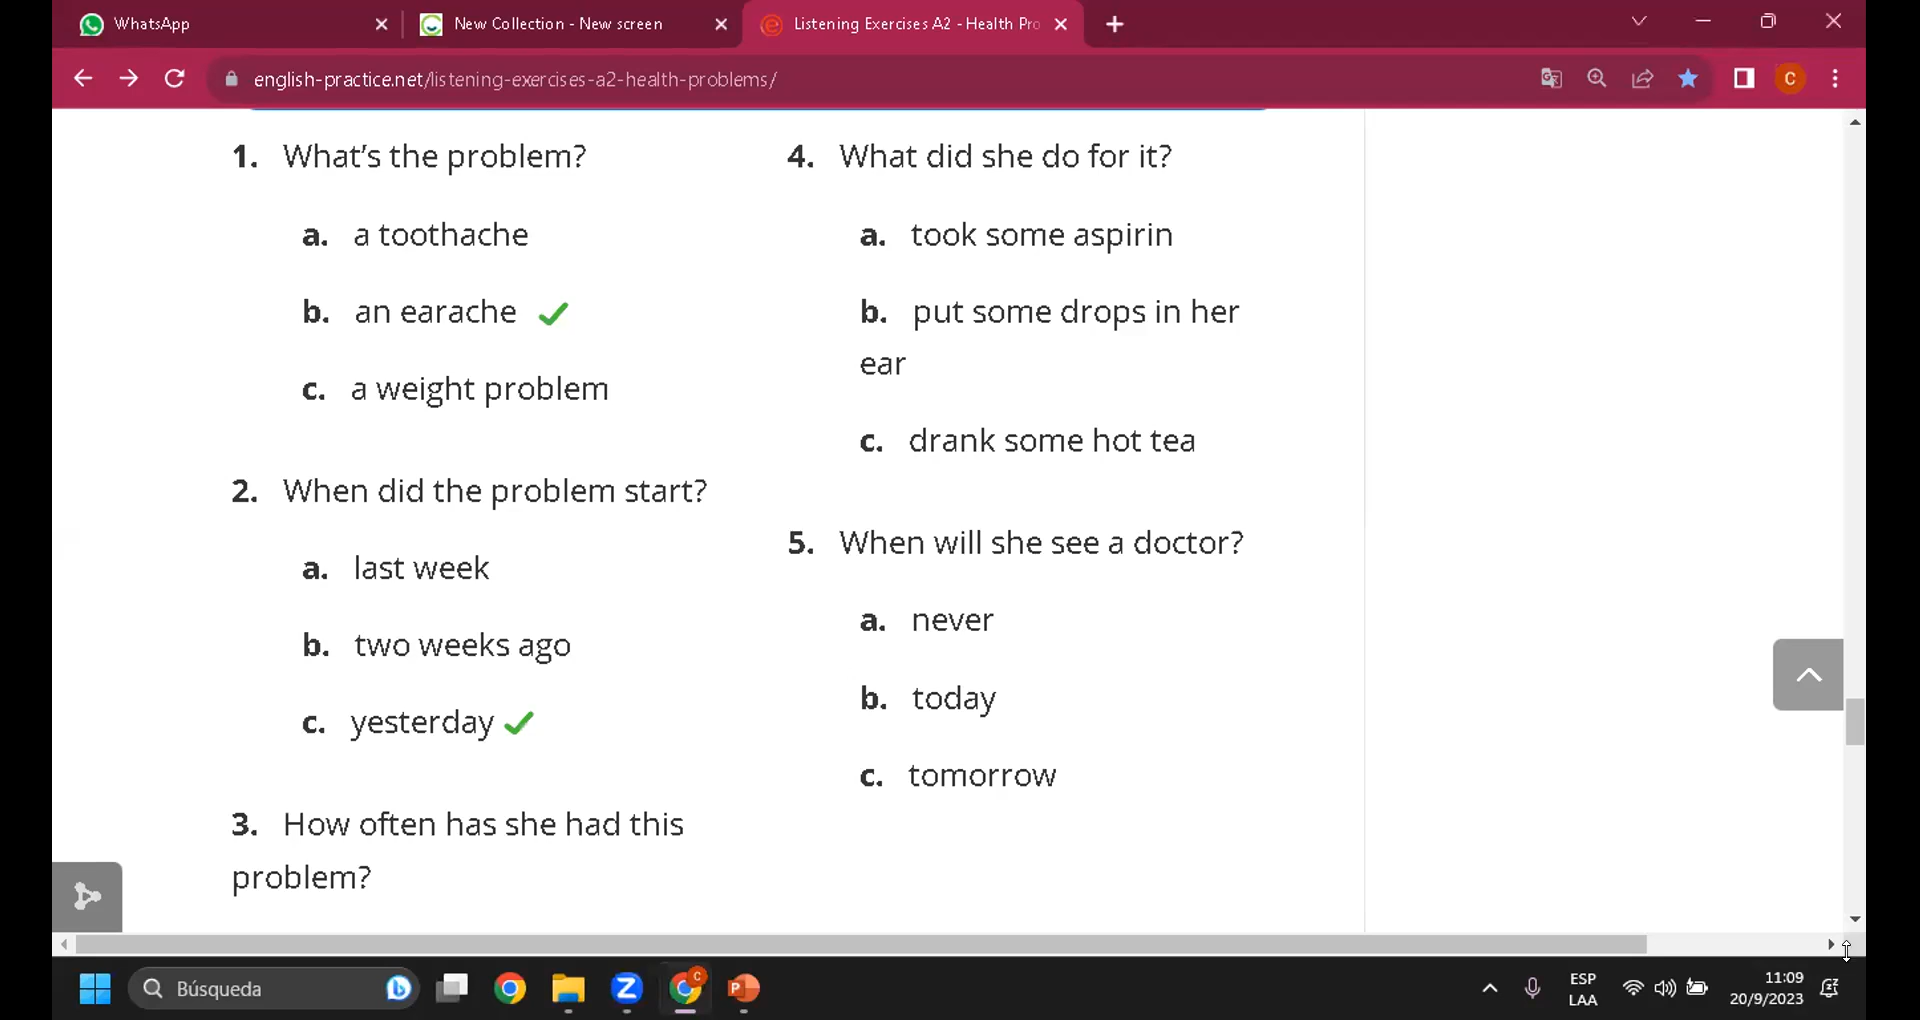 WhatsApp
New Collection - New screen
Listening Exercises A2 - Health Pro
english-practice.net/listening-exercises-a2-health-problems/
C
1. What's the problem?
a. a toothache
b. an earache
c. a weight problem
2. When did the problem start?
a. last week
b. two weeks ago
c. yesterday
3. How often has she had this
problem?
4. What did she do for it?
a. took some aspirin
b. put some drops in her
ear
c. drank some hot tea
5. When will she see a doctor?
a. never
b. today
c. tomorrow
Búsqueda
ESP
LAA
11:09
20/9/2023